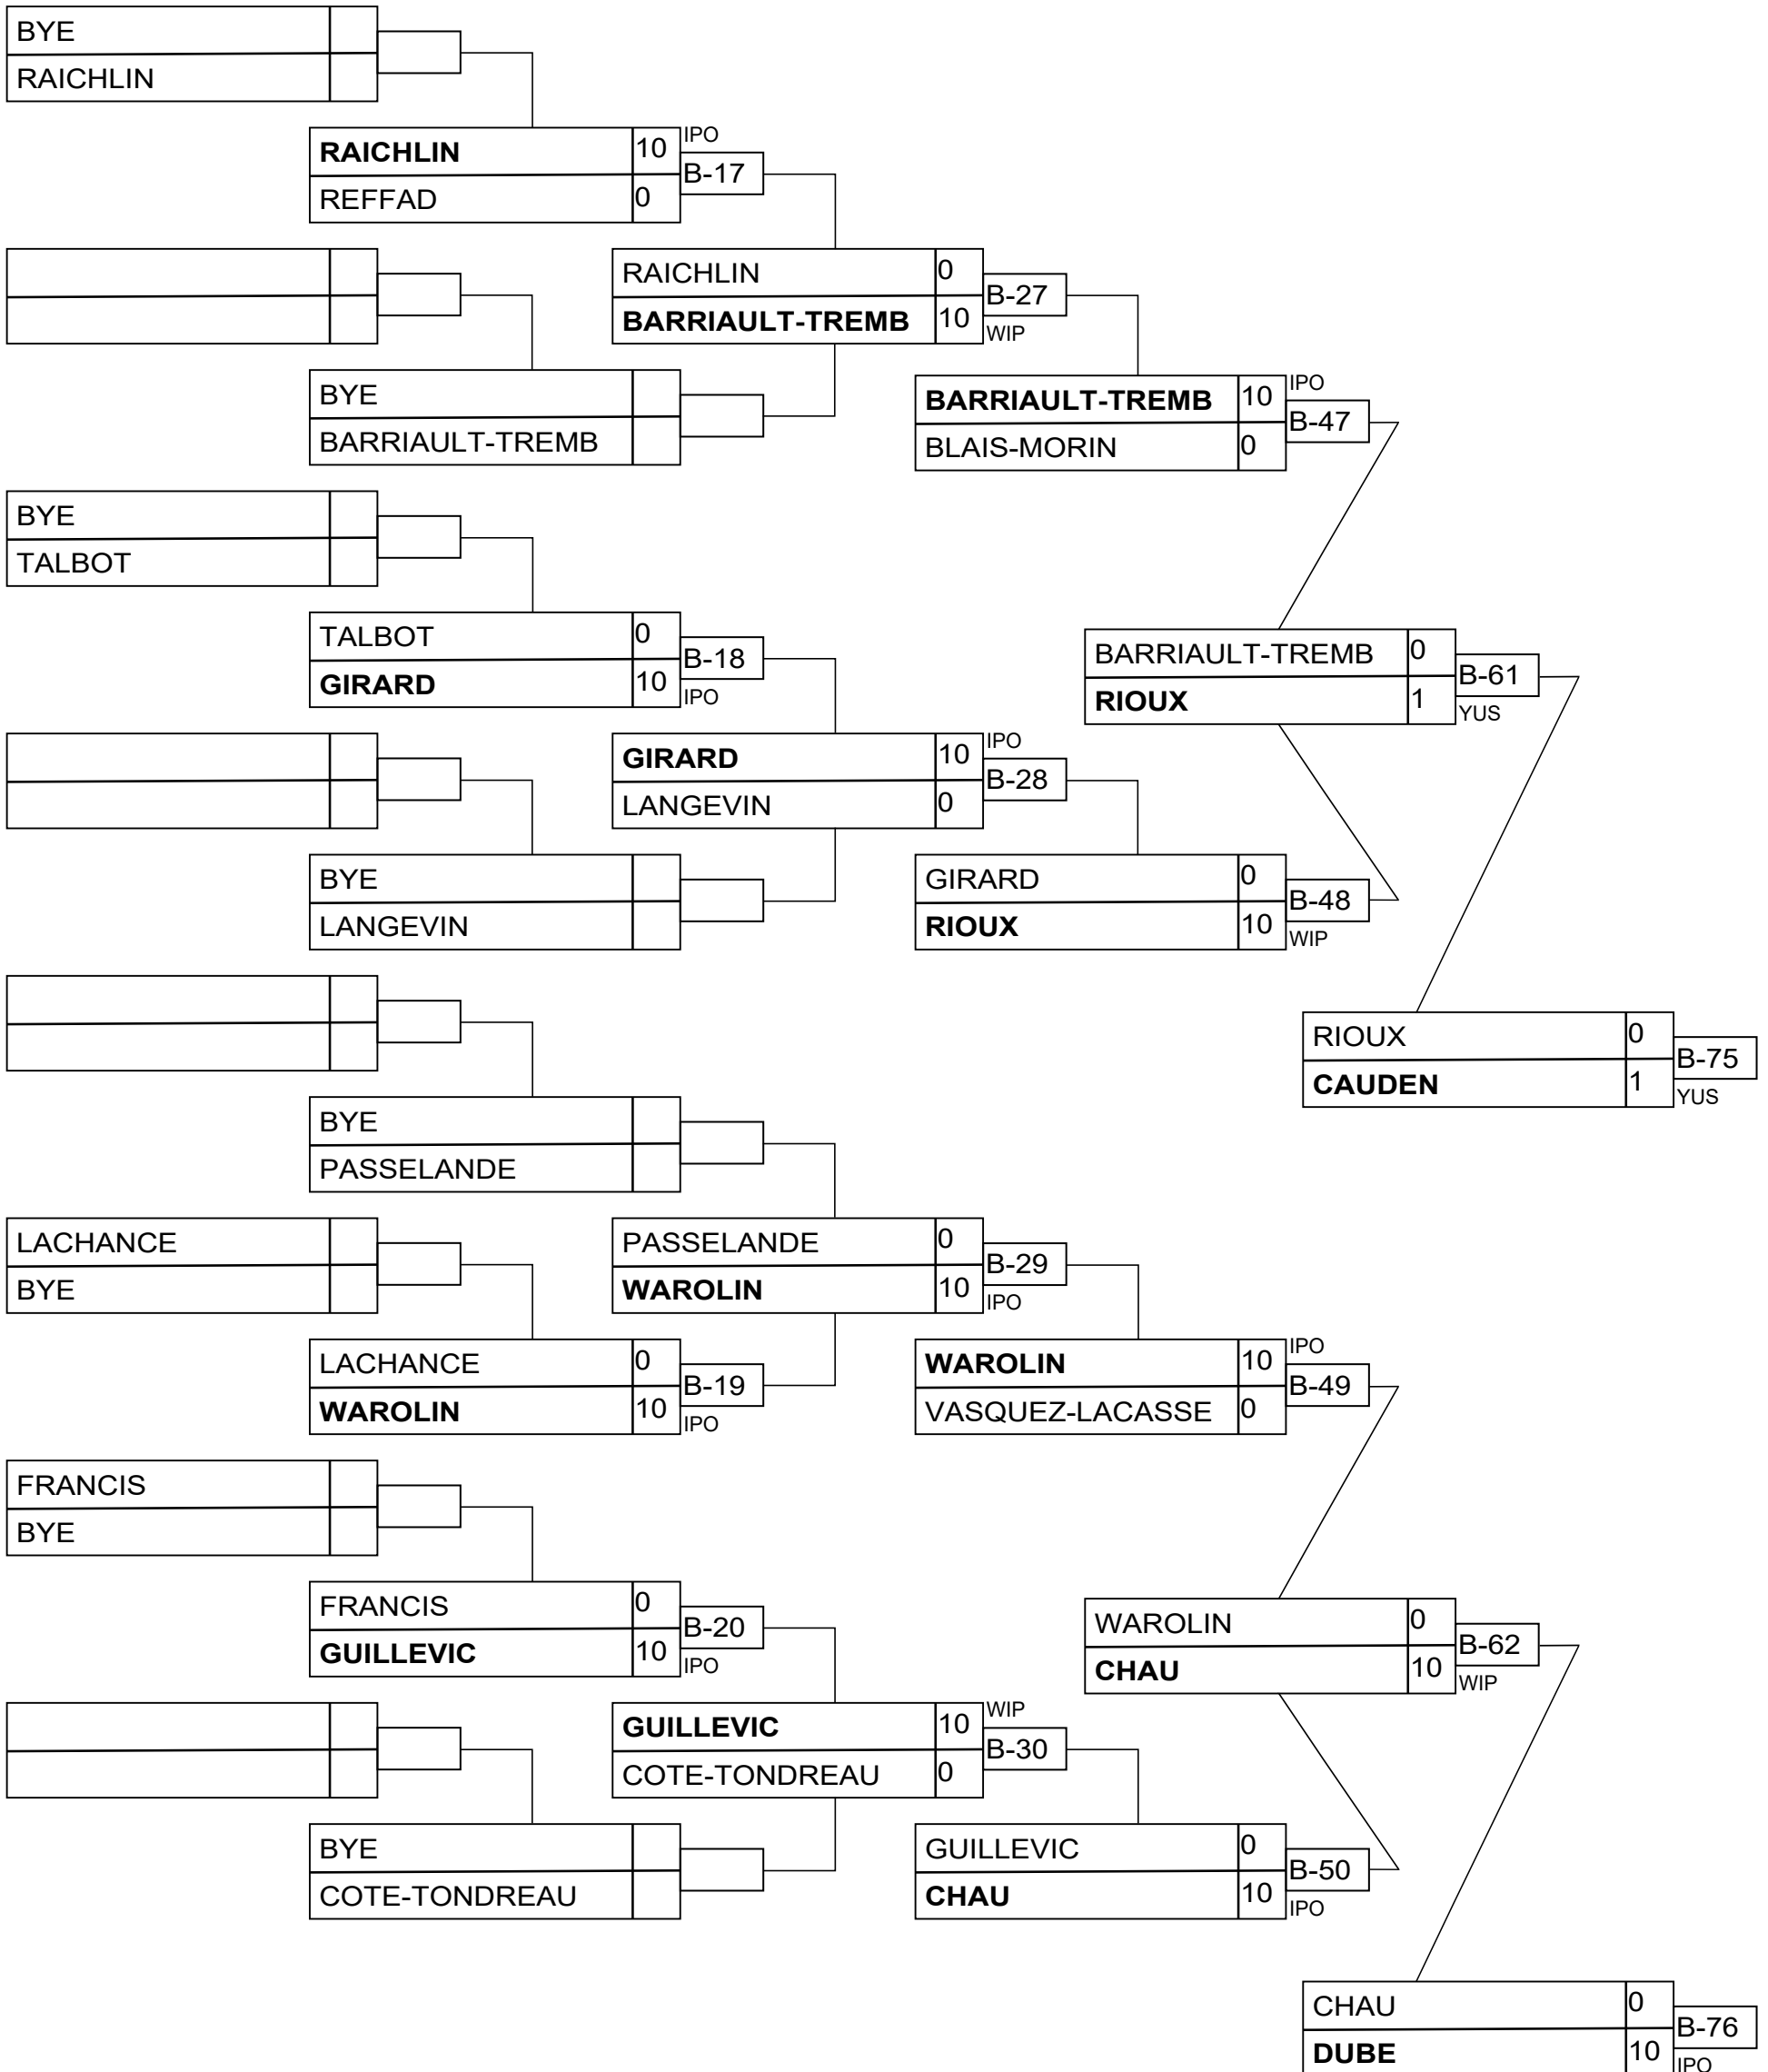 BYE
RAICHLIN
RAICHLIN 10 IPO
B-17
REFFAD 0
RAICHLIN 0
B-27
BARRIAULT-TREMB 10 WIP
BYE
BARRIAULT-TREMB
BARRIAULT-TREMB 10 IPO
B-47
BLAIS-MORIN 0
BYE
TALBOT
TALBOT 0
B-18
GIRARD 10 IPO
BARRIAULT-TREMB 0
B-61
RIOUX 1 YUS
GIRARD 10 IPO
B-28
LANGEVIN 0
BYE
LANGEVIN
GIRARD 0
B-48
RIOUX 10 WIP
RIOUX 0
B-75
CAUDEN 1 YUS
BYE
PASSELANDE
LACHANCE
BYE
PASSELANDE 0
B-29
WAROLIN 10 IPO
LACHANCE 0
B-19
WAROLIN 10 IPO
WAROLIN 10 IPO
B-49
VASQUEZ-LACASSE 0
FRANCIS
BYE
FRANCIS 0
B-20
GUILLEVIC 10 IPO
WAROLIN 0
B-62
CHAU 10 WIP
GUILLEVIC 10 WIP
B-30
COTE-TONDREAU 0
BYE
COTE-TONDREAU
GUILLEVIC 0
B-50
CHAU 10 IPO
CHAU 0
B-76
DUBE 10 IPO